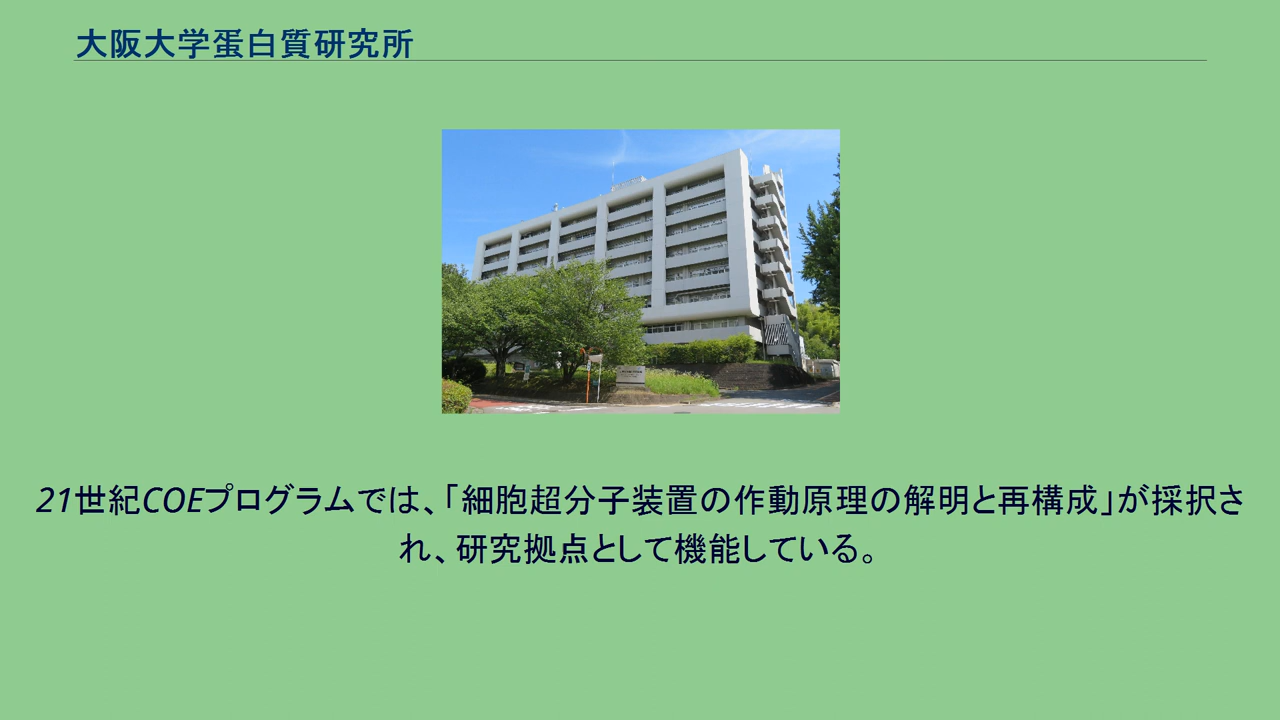 大阪大学蛋白質研究所
21世紀COEプログラムでは、「細胞超分子装置の作動原理の解明と再構成」が採択さ
れ、研究拠点として機能している。